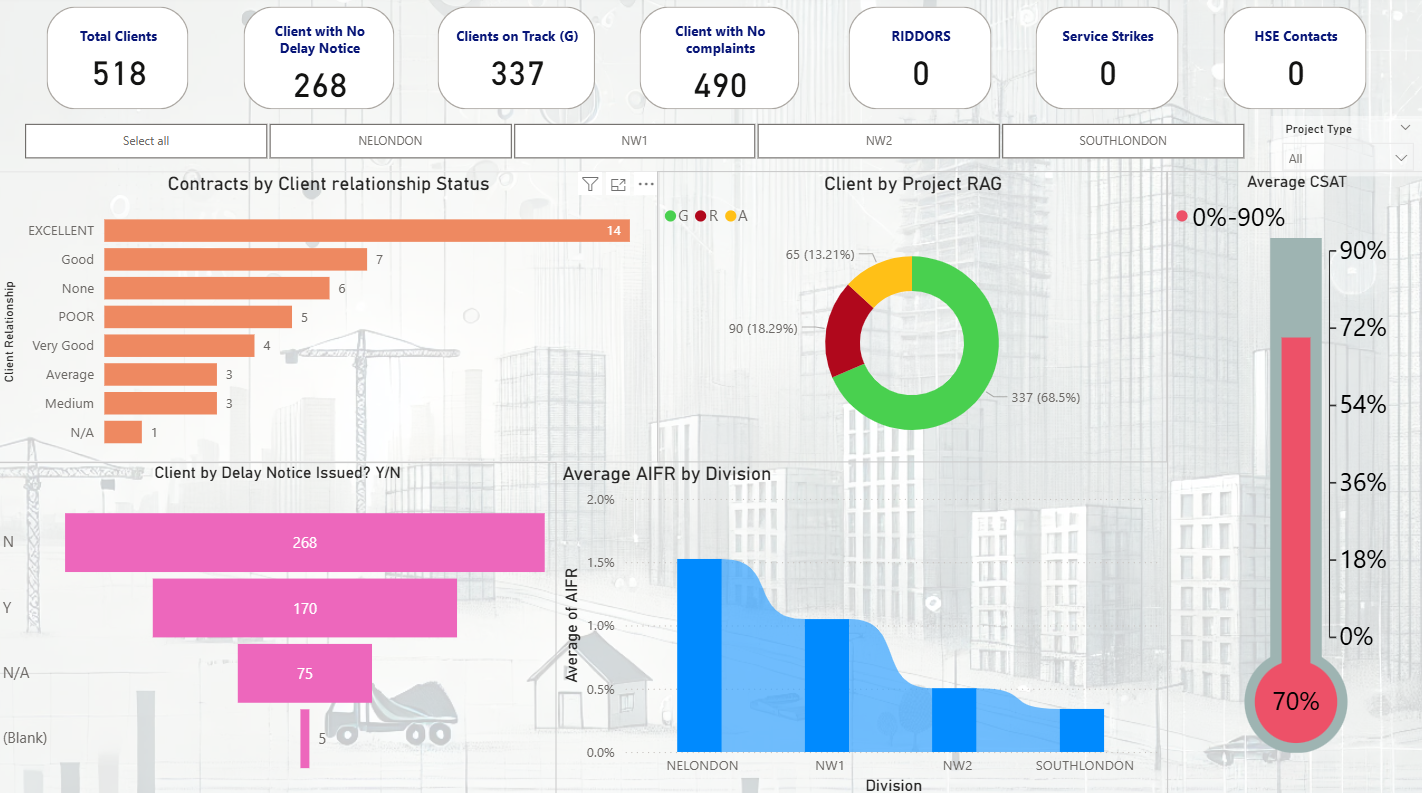 Total Clients
518
Client with No
Delay Notice
268
Clients on Track (G)
337
Client with No
complaints
490
RIDDORS
0
Service Strikes
0
HSE Contacts
0
Select all
NELONDON
NW1
NW2
SOUTHLONDON
Project Type
All
Contracts by Client relationship Status
Client Relationship
EXCELLENT 14
Good 7
None 6
POOR 5
Very Good 4
Average 3
Medium 3
N/A 1
Client by Project RAG
G R A
65 (13.21%)
90 (18.29%)
337 (68.5%)
Average CSAT
0%-90%
90%
72%
54%
36%
18%
0%
70%
Client by Delay Notice Issued? Y/N
N 268
Y 170
N/A 75
(Blank) 5
Average AIFR by Division
Average of AIFR
2.0%
1.5%
1.0%
0.5%
0.0%
NELONDON NW1 NW2 SOUTHLONDON
Division